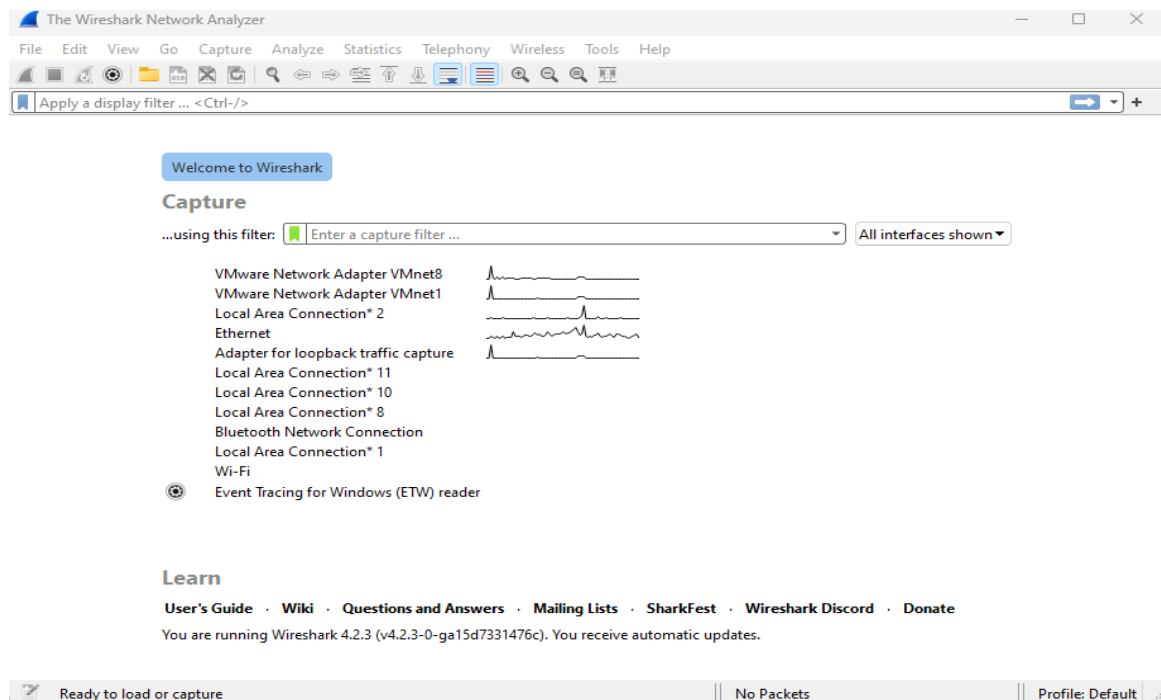 The Wireshark Network Analyzer
File Edit View Go Capture Analyze Statistics Telephony Wireless Tools Help
Apply a display filter ... <Ctrl-/>
+
Welcome to Wireshark
Capture
...using this filter: Enter a capture filter ... All interfaces shown
VMware Network Adapter VMnet8
VMware Network Adapter VMnet1
Local Area Connection* 2
Ethernet
Adapter for loopback traffic capture
Local Area Connection* 11
Local Area Connection* 10
Local Area Connection* 8
Bluetooth Network Connection
Local Area Connection* 1
Wi-Fi
Event Tracing for Windows (ETW) reader
Learn
User's Guide · Wiki · Questions and Answers · Mailing Lists · SharkFest · Wireshark Discord · Donate
You are running Wireshark 4.2.3 (v4.2.3-0-ga15d7331476c). You receive automatic updates.
Ready to load or capture No Packets Profile: Default